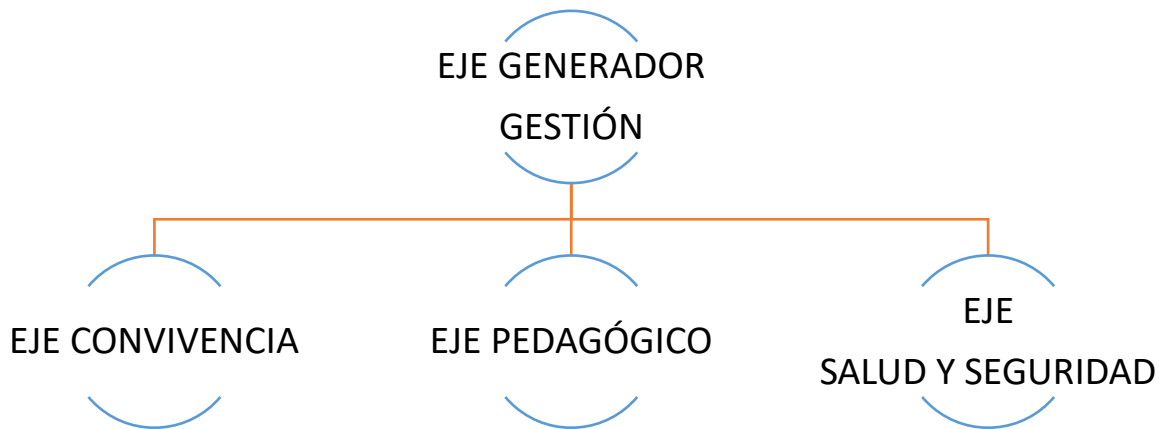 EJE GENERADOR
GESTIÓN
EJE CONVIVENCIA
EJE PEDAGÓGICO
EJE
SALUD Y SEGURIDAD